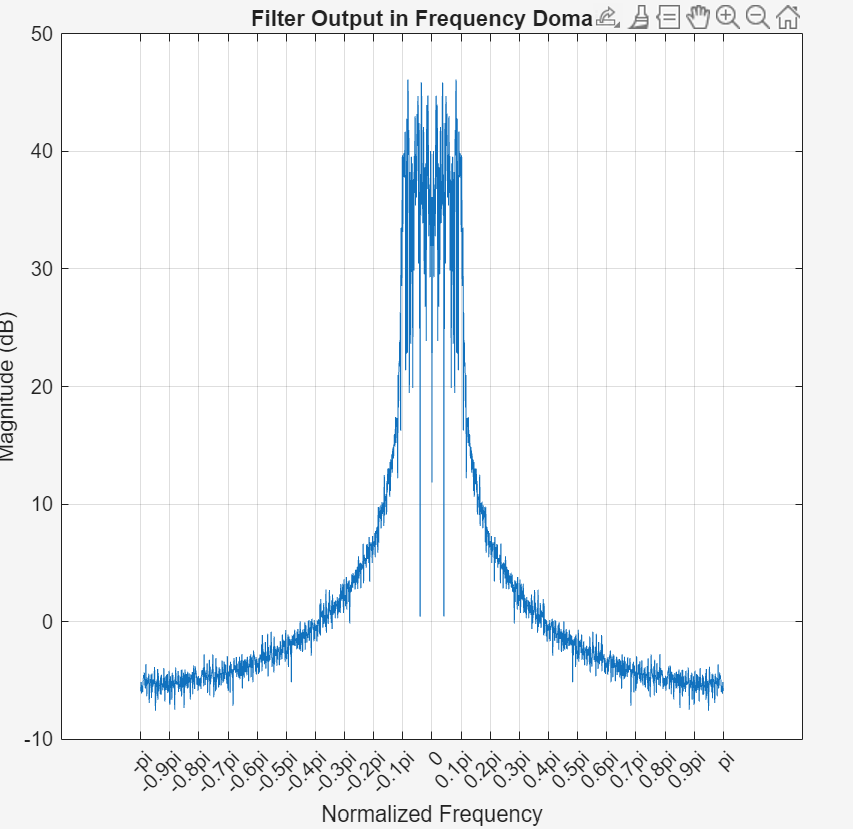 Filter Output in Frequency Doma
50
40
30
20
10
0
-10
Magnitude (dB)
-pi
-0.9pi
-0.8pi
-0.7pi
-0.6pi
-0.5pi
-0.4pi
-0.3pi
-0.2pi
-0.1pi
0
0.1pi
0.2pi
0.3pi
0.4pi
0.5pi
0.6pi
0.7pi
0.8pi
0.9pi
pi
Normalized Frequency